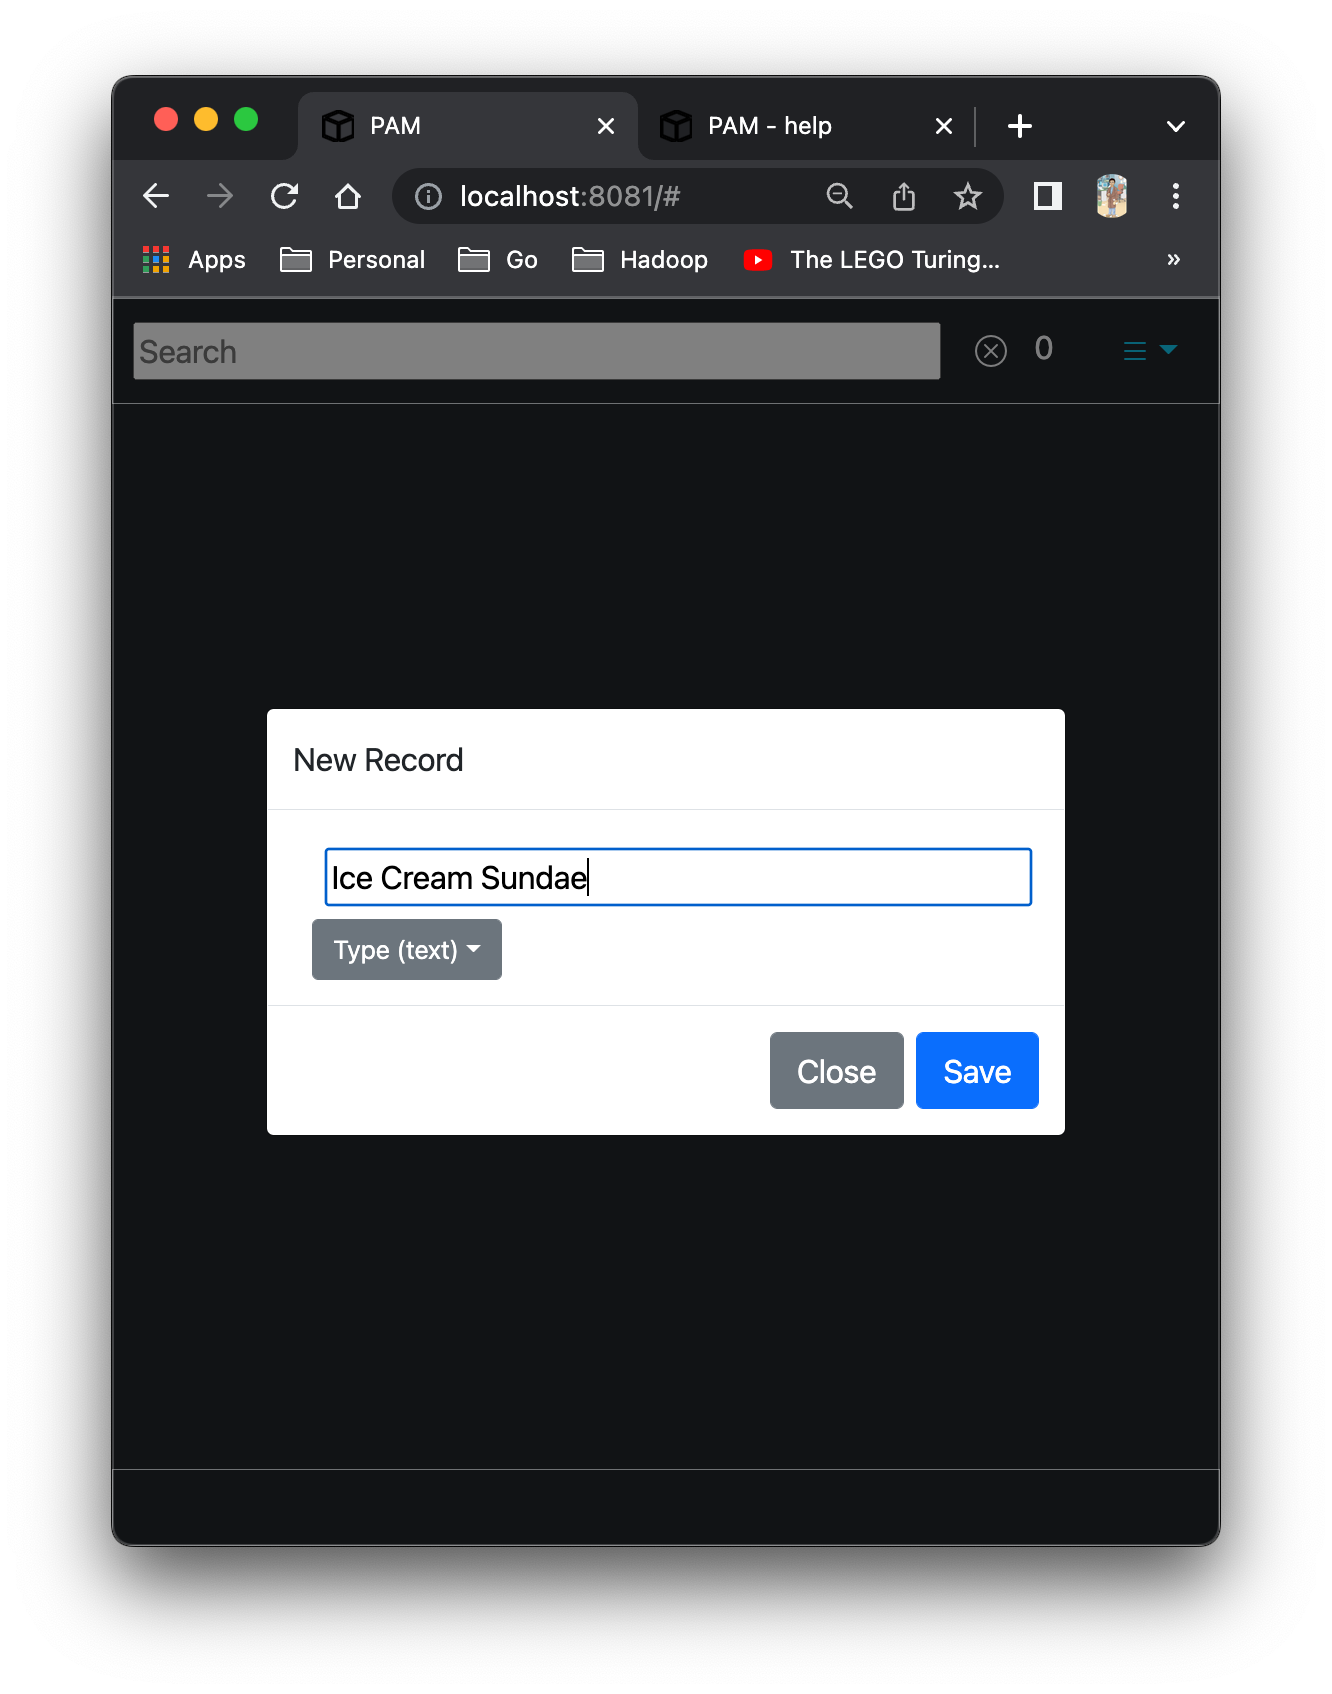 PAM
PAM - help
localhost:8081/#
Apps
Personal
Go
Hadoop
The LEGO Turing...
»
Search
0
New Record
Ice Cream Sundae
Type (text)
Close
Save